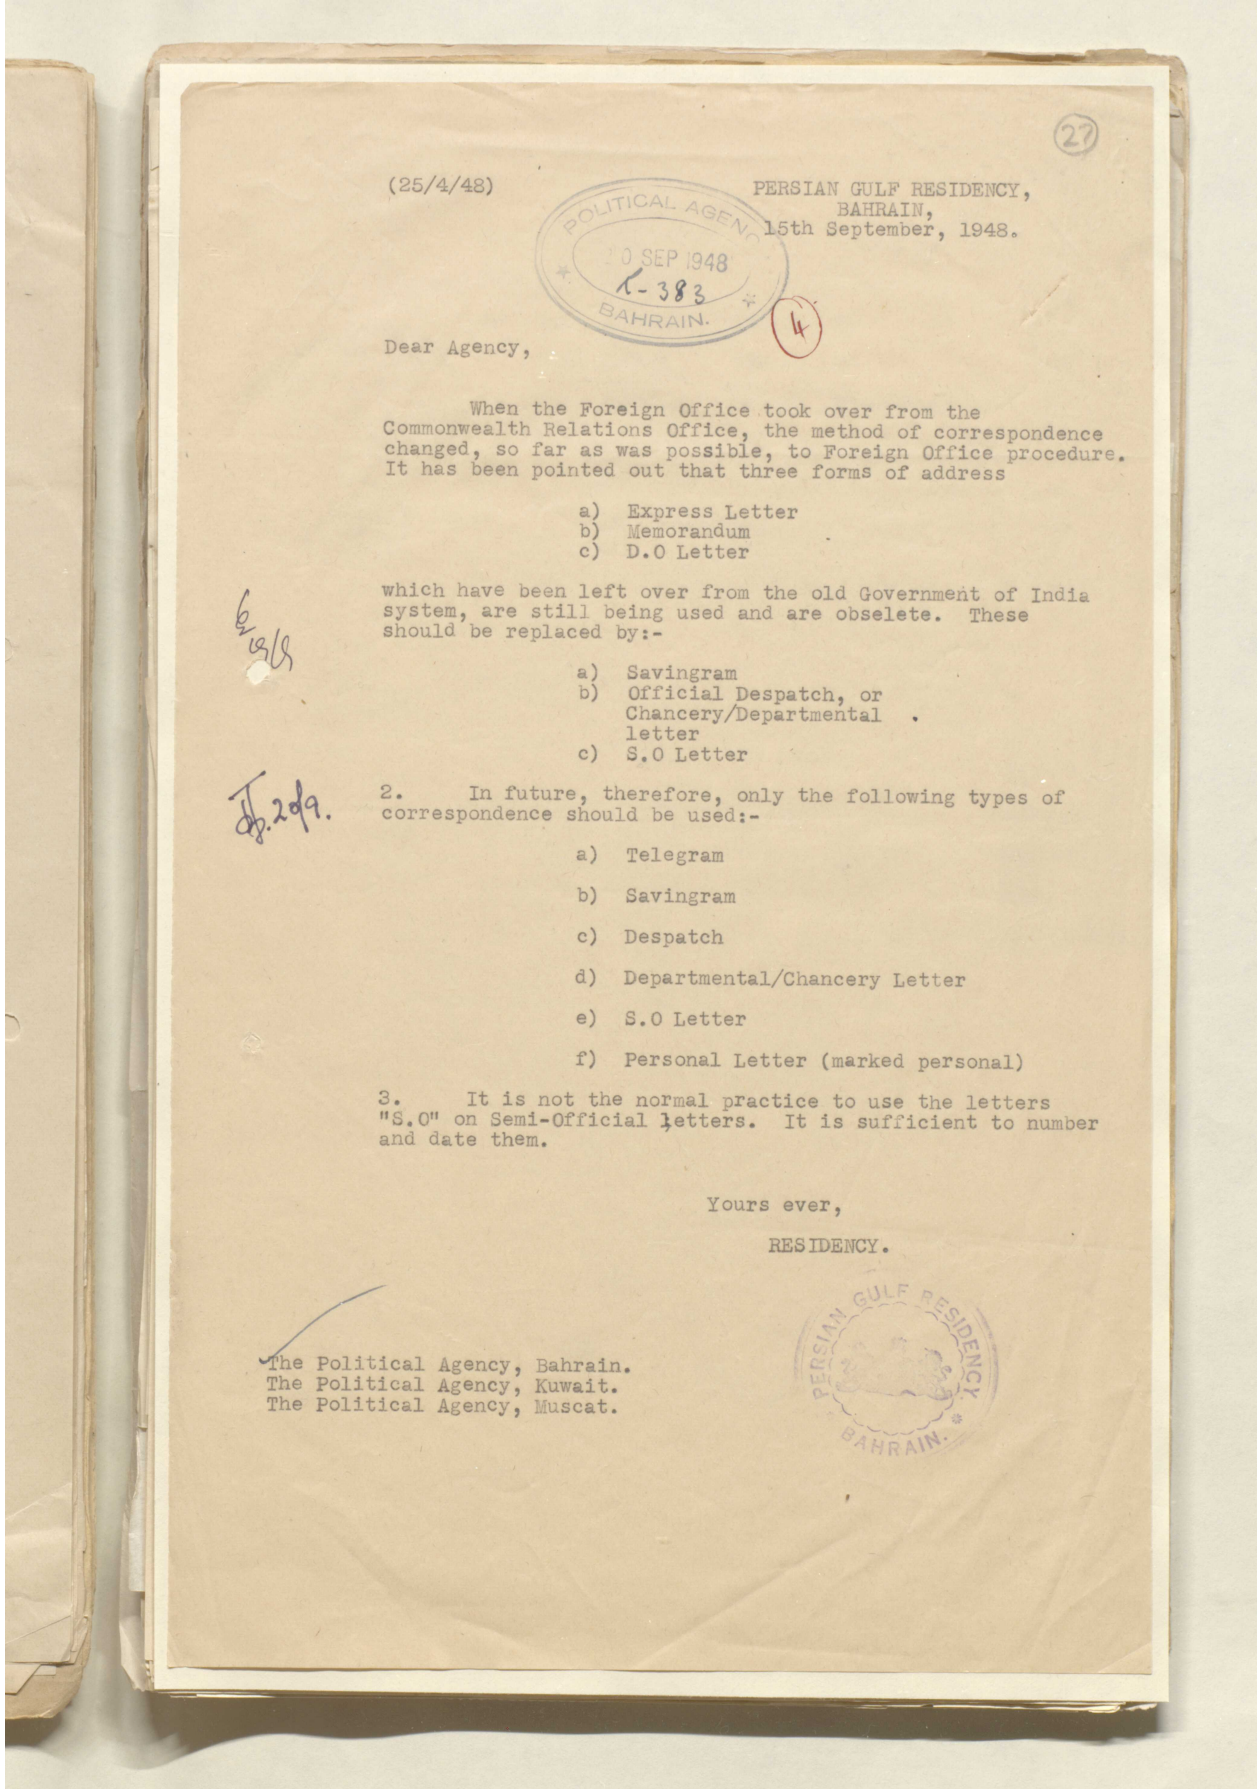 27
(25/4/48)
PERSIAN GULF RESIDENCY,
BAHRAIN,
15th September, 1948.
POLITICAL AGENC
0 SEP 1948
383
BAHRAIN.
4
Dear Agency,
When the Foreign Office took over from the
Commonwealth Relations Office, the method of correspondence
changed, so far as was possible, to Foreign Office procedure.
It has been pointed out that three forms of address
a) Express Letter
b) Memorandum
c) D.O Letter
which have been left over from the old Government of India
system, are still being used and are obselete. These
should be replaced by:-
a) Savingram
b) Official Despatch, or
Chancery/Departmental
letter
c) S.O Letter
2. In future, therefore, only the following types of
correspondence should be used:-
a) Telegram
b) Savingram
c) Despatch
d) Departmental/Chancery Letter
e) S.O Letter
f) Personal Letter (marked personal)
3. It is not the normal practice to use the letters
"S.O" on Semi-Official letters. It is sufficient to number
and date them.
Yours ever,
RESIDENCY.
PERSIAN GULF RESIDENCY.
BAHRAIN.
The Political Agency, Bahrain.
The Political Agency, Kuwait.
The Political Agency, Muscat.